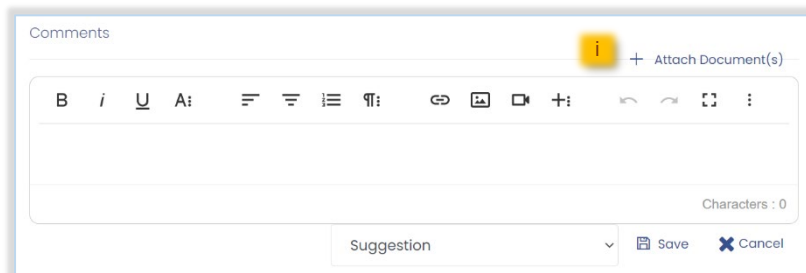 Comments
i
+ Attach Document(s)
B i U A
Characters : 0
Suggestion
Save
Cancel